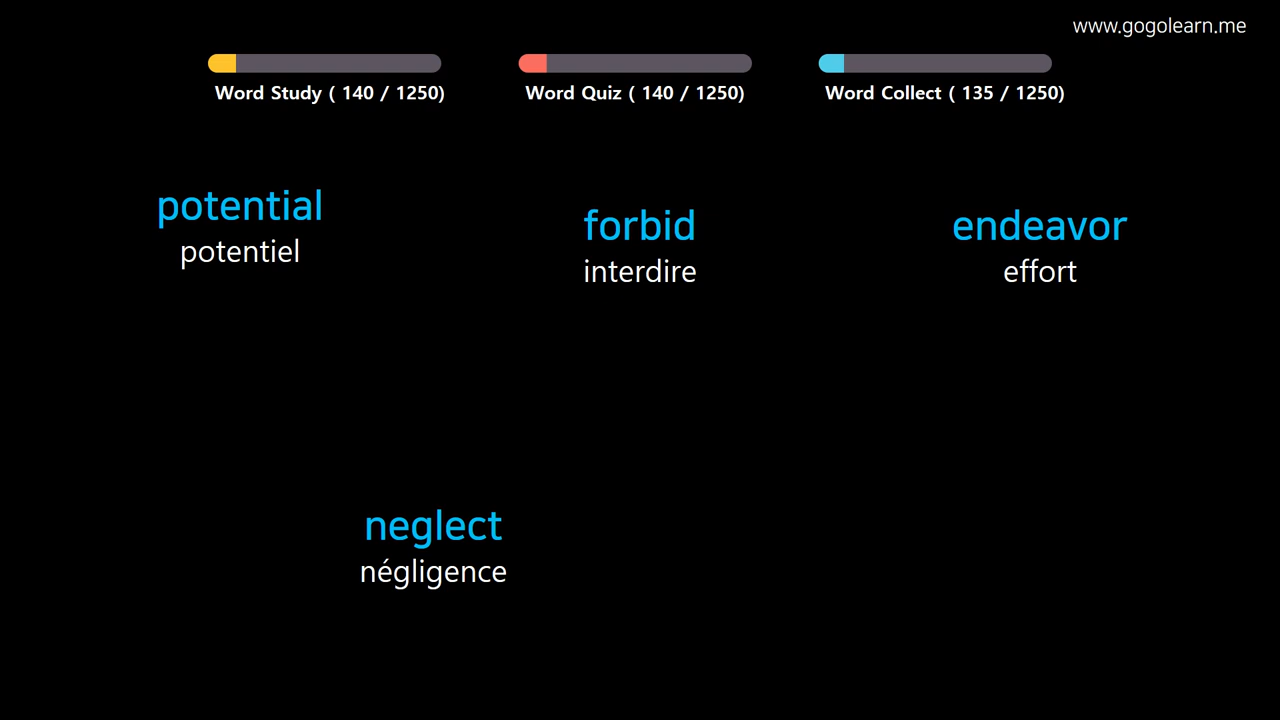 www.gogolearn.me
Word Study ( 140 / 1250)
Word Quiz ( 140 / 1250)
Word Collect ( 135 / 1250)
potential
potentiel
forbid
interdire
endeavor
effort
neglect
négligence